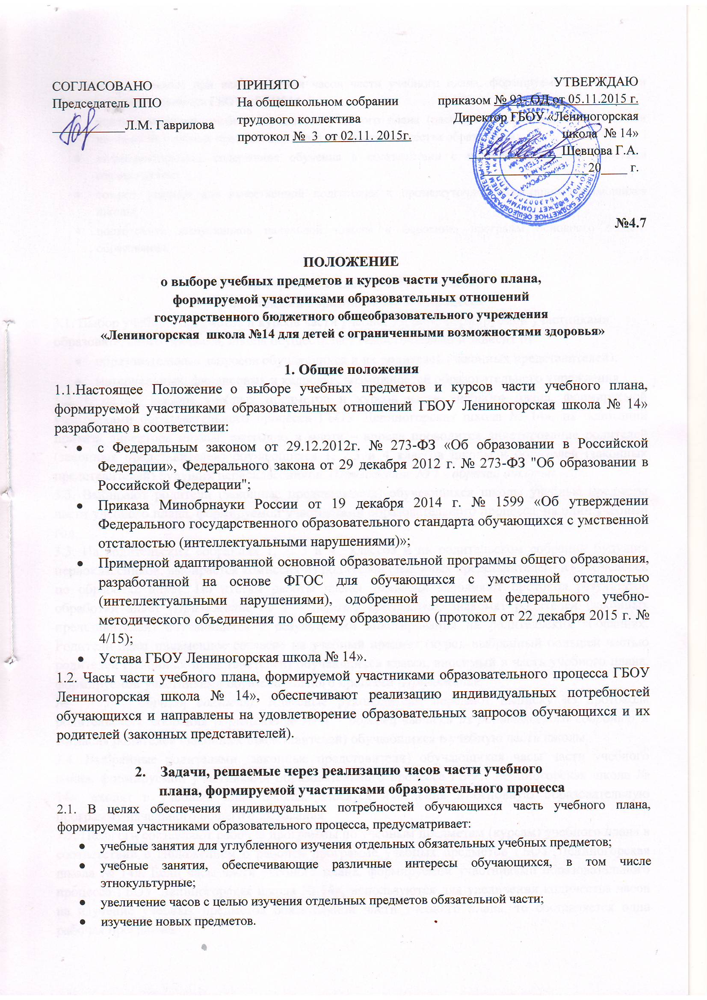 СОГЛАСОВАНО
Председатель ППО
___________Л.М. Гаврилова
ПРИНЯТО
На общешкольном собрании
трудового коллектива
протокол № 3 от 02.11. 2015г.
УТВЕРЖДАЮ
приказом № 93- ОД от 05.11.2015 г.
Директор ГБОУ «Лениногорская
школа № 14»
______________Шевцова Г.А.
________________20____ г.
№4.7
ПОЛОЖЕНИЕ
о выборе учебных предметов и курсов части учебного плана,
формируемой участниками образовательных отношений
государственного бюджетного общеобразовательного учреждения
«Лениногорская школа №14 для детей с ограниченными возможностями здоровья»
1. Общие положения
1.1.Настоящее Положение о выборе учебных предметов и курсов части учебного плана,
формируемой участниками образовательных отношений ГБОУ Лениногорская школа № 14»
разработано в соответствии:
• с Федеральным законом от 29.12.2012г. № 273-ФЗ «Об образовании в Российской
Федерации», Федерального закона от 29 декабря 2012 г. № 273-ФЗ "Об образовании в
Российской Федерации";
• Приказа Минобрнауки России от 19 декабря 2014 г. № 1599 «Об утверждении
Федерального государственного образовательного стандарта обучающихся с умственной
отсталостью (интеллектуальными нарушениями)»;
• Примерной адаптированной основной образовательной программы общего образования,
разработанной на основе ФГОС для обучающихся с умственной отсталостью
(интеллектуальными нарушениями), одобренной решением федерального учебно-
методического объединения по общему образованию (протокол от 22 декабря 2015 г. №
4/15);
• Устава ГБОУ Лениногорская школа № 14».
1.2. Часы части учебного плана, формируемой участниками образовательного процесса ГБОУ
Лениногорская школа № 14», обеспечивают реализацию индивидуальных потребностей
обучающихся и направлены на удовлетворение образовательных запросов обучающихся и их
родителей (законных представителей).
2. Задачи, решаемые через реализацию часов части учебного
плана, формируемой участниками образовательного процесса
2.1. В целях обеспечения индивидуальных потребностей обучающихся часть учебного плана,
формируемая участниками образовательного процесса, предусматривает:
• учебные занятия для углубленного изучения отдельных обязательных учебных предметов;
• учебные занятия, обеспечивающие различные интересы обучающихся, в том числе
этнокультурные;
• увеличение часов с целью изучения отдельных предметов обязательной части;
• изучение новых предметов.